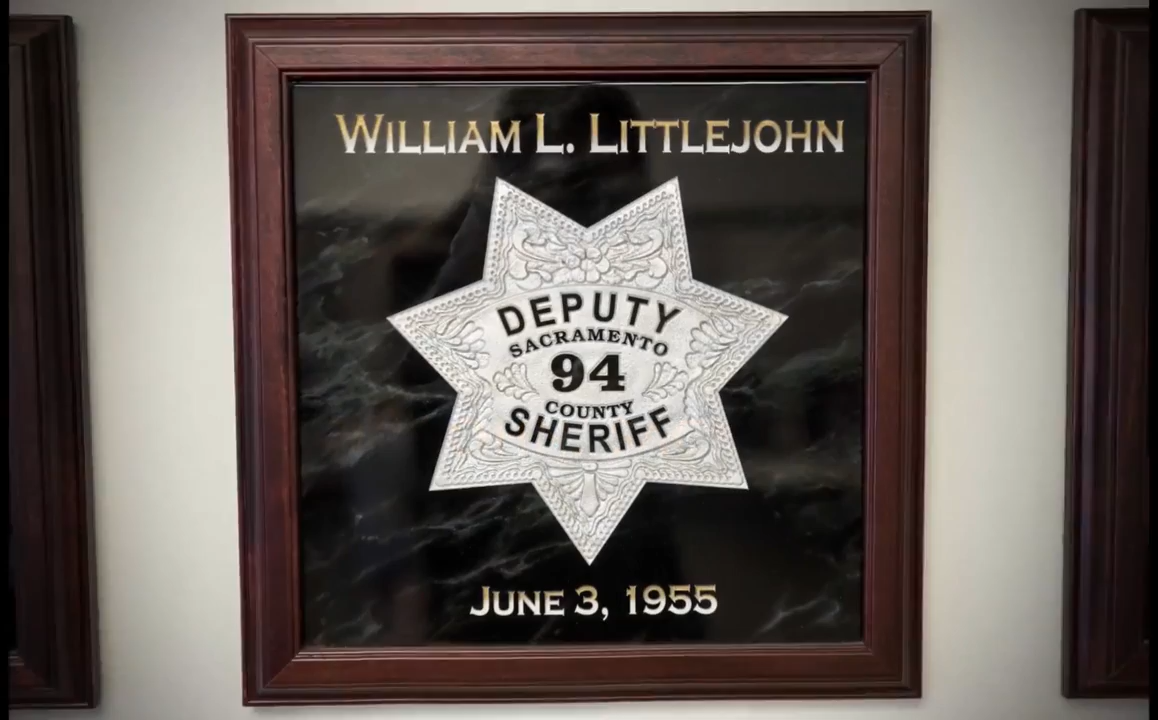 WILLIAM L. LITTLEJOHN
DEPUTY
SACRAMENTO
94
COUNTY
SHERIFF
JUNE 3, 1955